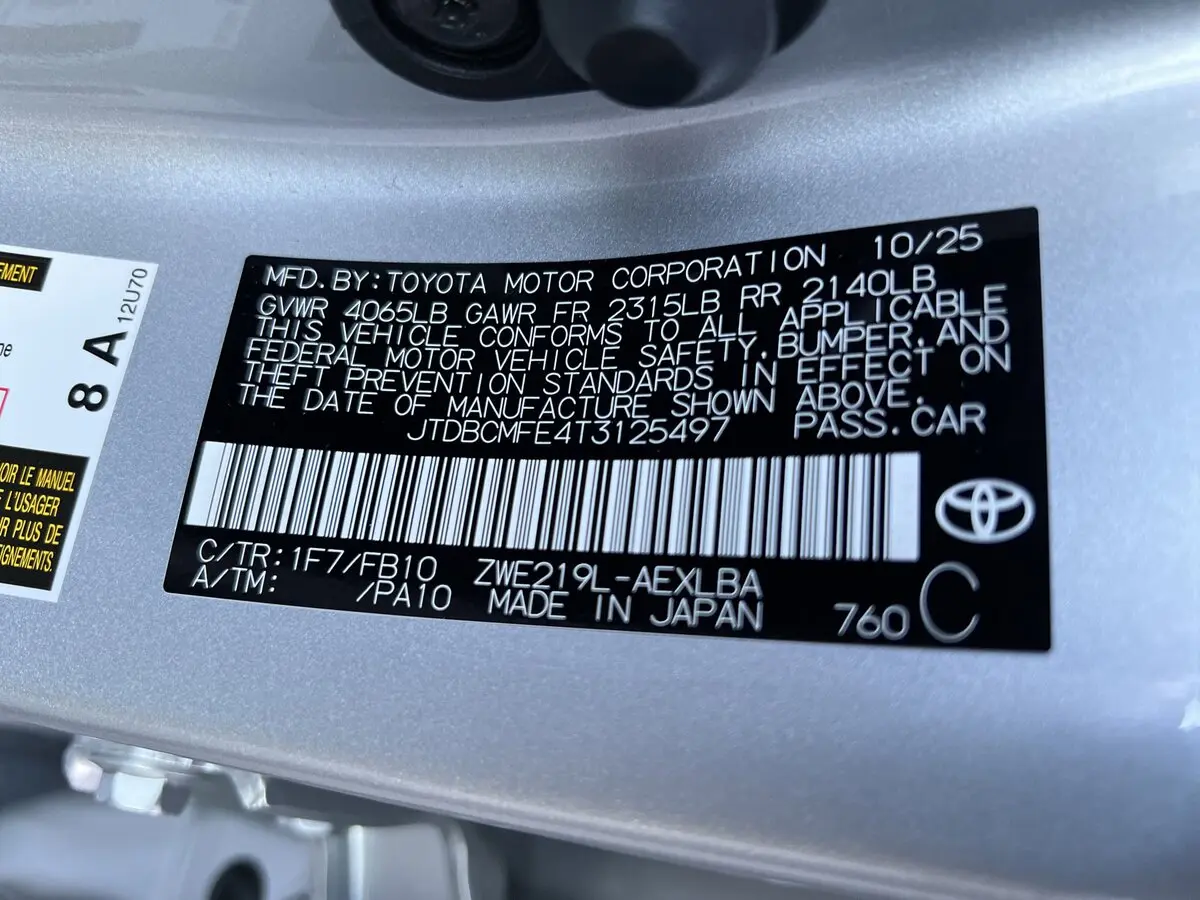 EMENT
12U70
8 A
OIR LE MANUEL
L'USAGER
R PLUS DE
IGNEMENTS.
MFD. BY: TOYOTA MOTOR CORPORATION 10/25
GVWR 4065LB GAWR FR 2315LB RR 2140LB
THIS VEHICLE CONFORMS TO ALL APPLICABLE
FEDERAL MOTOR VEHICLE SAFETY, BUMPER, AND
THEFT PREVENTION STANDARDS IN EFFECT ON
THE DATE OF MANUFACTURE SHOWN ABOVE.
JTDBCMFE4T3125497 PASS. CAR
C/TR: 1F7/FB10 ZWE219L-AEXLBA
A/TM: /PA10 MADE IN JAPAN 760 C